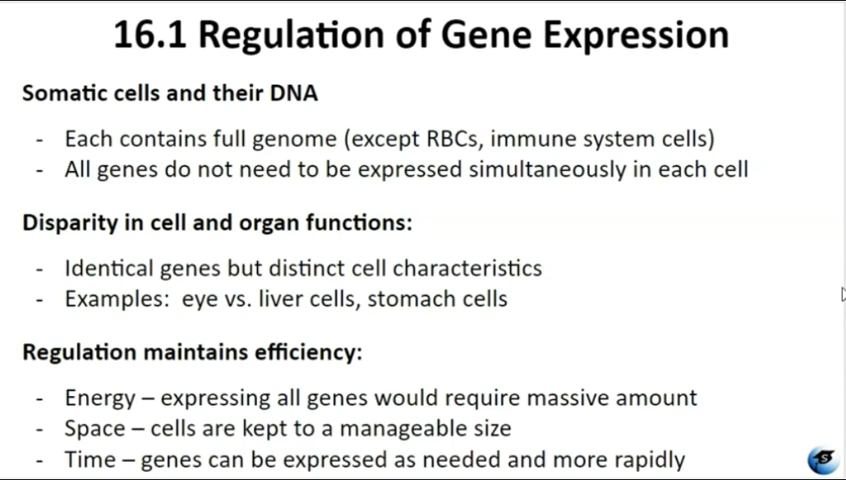 16.1 Regulation of Gene Expression
Somatic cells and their DNA
- Each contains full genome (except RBCs, immune system cells)
- All genes do not need to be expressed simultaneously in each cell
Disparity in cell and organ functions:
- Identical genes but distinct cell characteristics
- Examples:  eye vs. liver cells, stomach cells
Regulation maintains efficiency:
- Energy – expressing all genes would require massive amount
- Space – cells are kept to a manageable size
- Time – genes can be expressed as needed and more rapidly
S